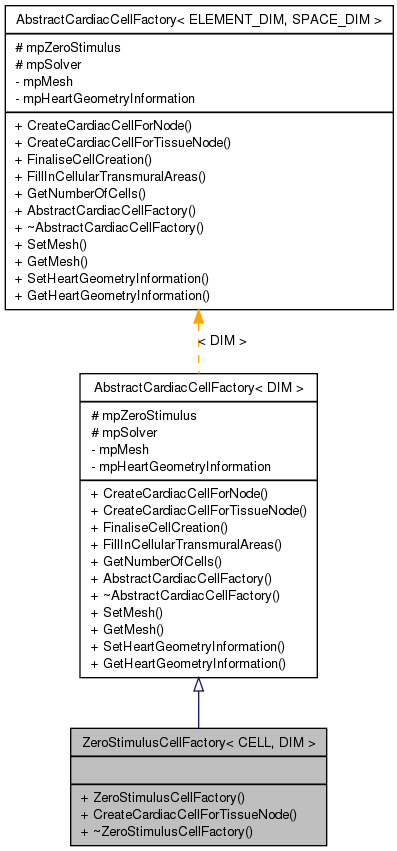 AbstractCardiacCellFactory< ELEMENT_DIM, SPACE_DIM >
# mpZeroStimulus
# mpSolver
- mpMesh
- mpHeartGeometryInformation
+ CreateCardiacCellForNode()
+ CreateCardiacCellForTissueNode()
+ FinaliseCellCreation()
+ FillInCellularTransmuralAreas()
+ GetNumberOfCells()
+ AbstractCardiacCellFactory()
+ ~AbstractCardiacCellFactory()
+ SetMesh()
+ GetMesh()
+ SetHeartGeometryInformation()
+ GetHeartGeometryInformation()
< DIM >
AbstractCardiacCellFactory< DIM >
# mpZeroStimulus
# mpSolver
- mpMesh
- mpHeartGeometryInformation
+ CreateCardiacCellForNode()
+ CreateCardiacCellForTissueNode()
+ FinaliseCellCreation()
+ FillInCellularTransmuralAreas()
+ GetNumberOfCells()
+ AbstractCardiacCellFactory()
+ ~AbstractCardiacCellFactory()
+ SetMesh()
+ GetMesh()
+ SetHeartGeometryInformation()
+ GetHeartGeometryInformation()
ZeroStimulusCellFactory< CELL, DIM >
+ ZeroStimulusCellFactory()
+ CreateCardiacCellForTissueNode()
+ ~ZeroStimulusCellFactory()